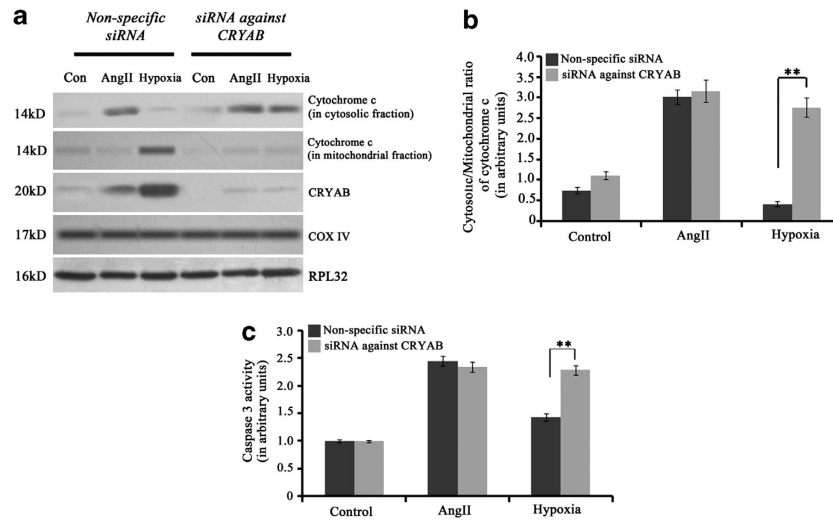 a
Non-specific siRNA
siRNA against CRYAB
Con AngII Hypoxia Con AngII Hypoxia
14kD Cytochrome c (in cytosolic fraction)
14kD Cytochrome c (in mitochondrial fraction)
20kD CRYAB
17kD COX IV
16kD RPL32
b
Cytosolic/Mitochondrial ratio of cytochrome c (in arbitrary units)
4.0
3.5
3.0
2.5
2.0
1.5
1.0
0.5
0
Non-specific siRNA
siRNA against CRYAB
**
Control AngII Hypoxia
c
Caspase 3 activity (in arbitrary units)
3.0
2.5
2.0
1.5
1.0
0.5
0
Non-specific siRNA
siRNA against CRYAB
**
Control AngII Hypoxia